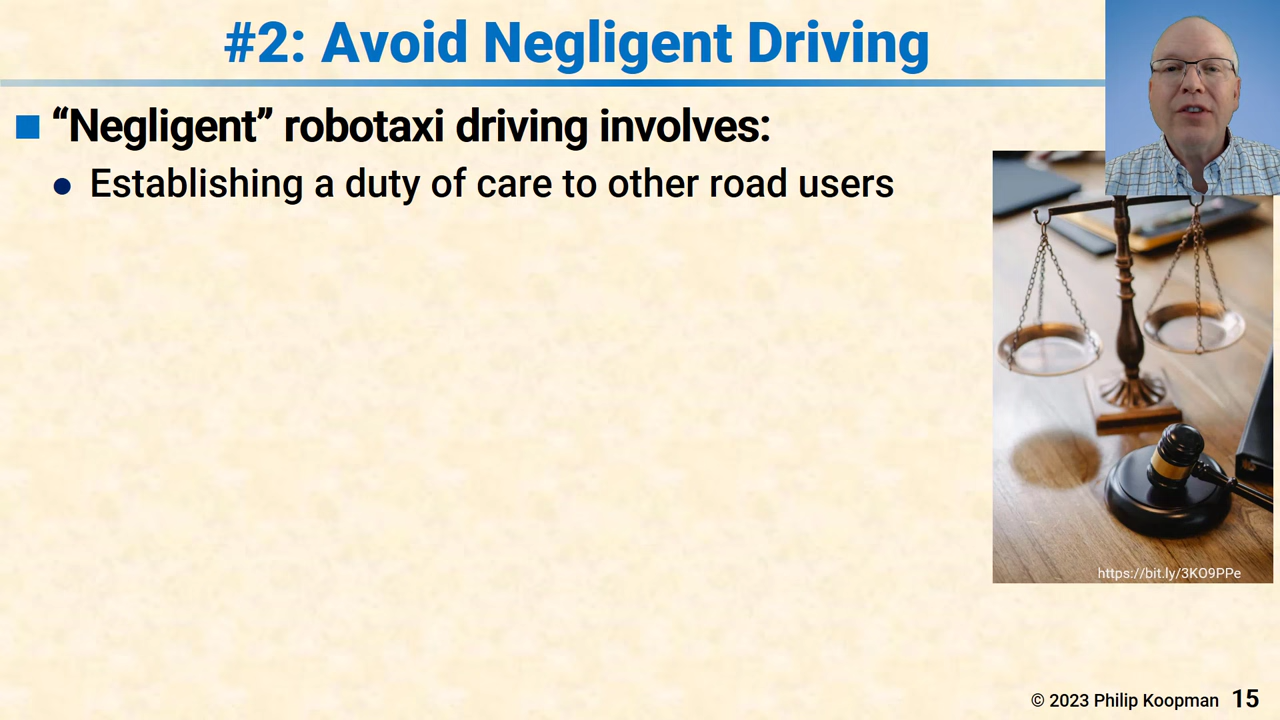 #2: Avoid Negligent Driving
“Negligent” robotaxi driving involves:
Establishing a duty of care to other road users
https://bit.ly/3KO9PPe
© 2023 Philip Koopman 15